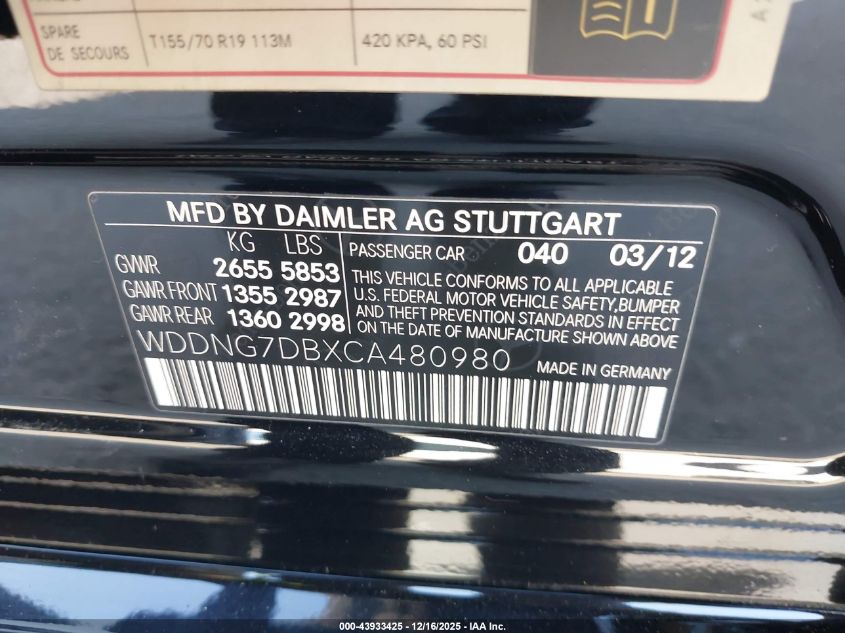 SPARE
DE SECOURS T155/70 R19 113M 420 KPA, 60 PSI
MFD BY DAIMLER AG STUTTGART
KG LBS
GVWR 2655 5853
GAWR FRONT 1355 2987
GAWR REAR 1360 2998
PASSENGER CAR 040 03/12
THIS VEHICLE CONFORMS TO ALL APPLICABLE
U.S. FEDERAL MOTOR VEHICLE SAFETY,BUMPER
AND THEFT PREVENTION STANDARDS IN EFFECT
ON THE DATE OF MANUFACTURE SHOWN ABOVE
WDDNG7DBXCA480980
MADE IN GERMANY
000-43933425 - 12/16/2025 - IAA Inc.